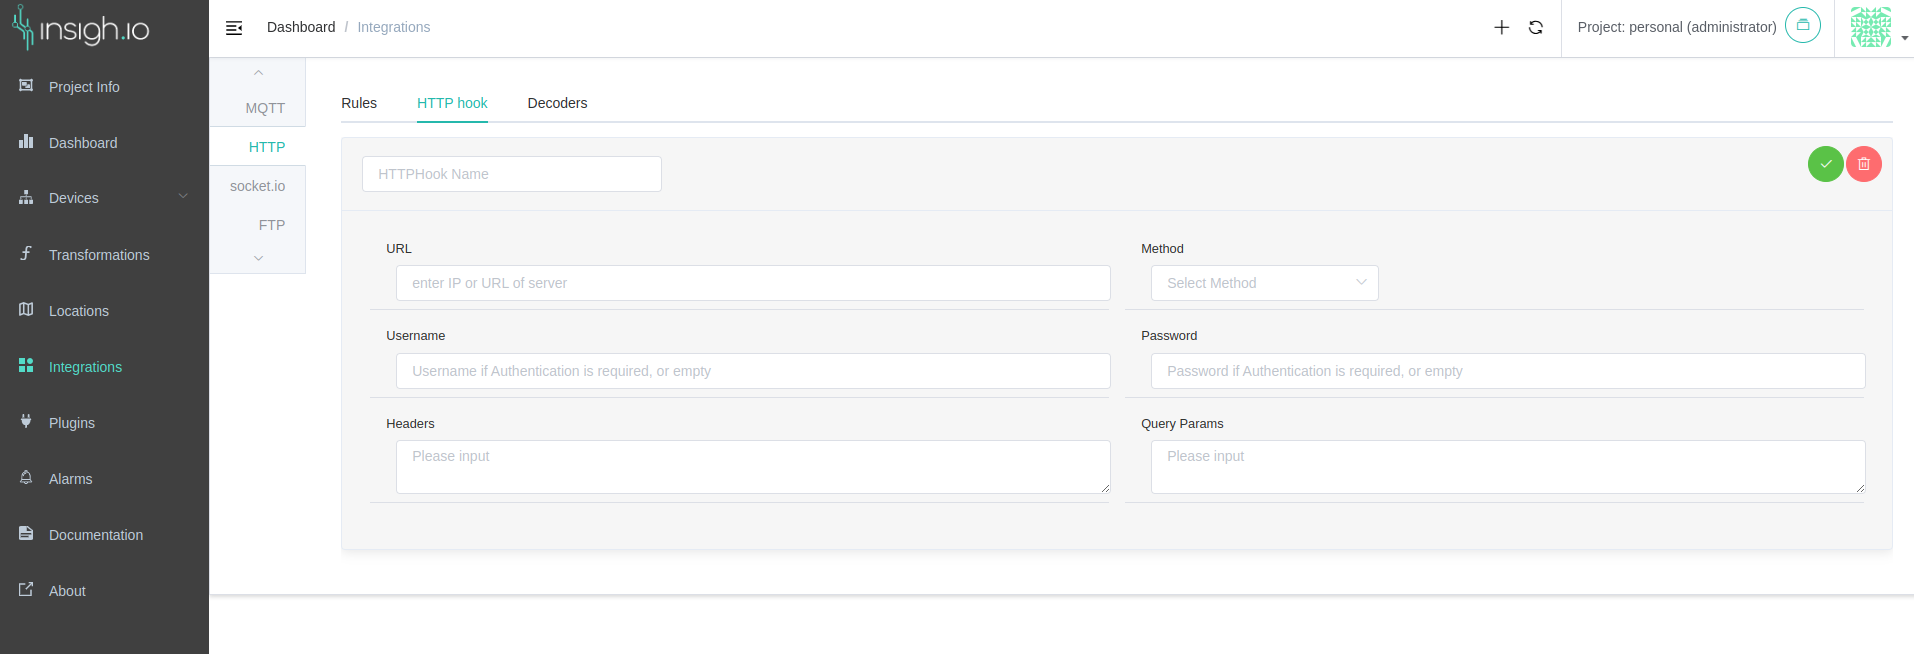 insigh.io
Dashboard / Integrations
Project: personal (administrator)
Project Info
Dashboard
Devices
Transformations
Locations
Integrations
Plugins
Alarms
Documentation
About
MQTT
HTTP
socket.io
FTP
Rules HTTP hook Decoders
HTTPHook Name
URL
enter IP or URL of server
Method
Select Method
Username
Username if Authentication is required, or empty
Password
Password if Authentication is required, or empty
Headers
Please input
Query Params
Please input